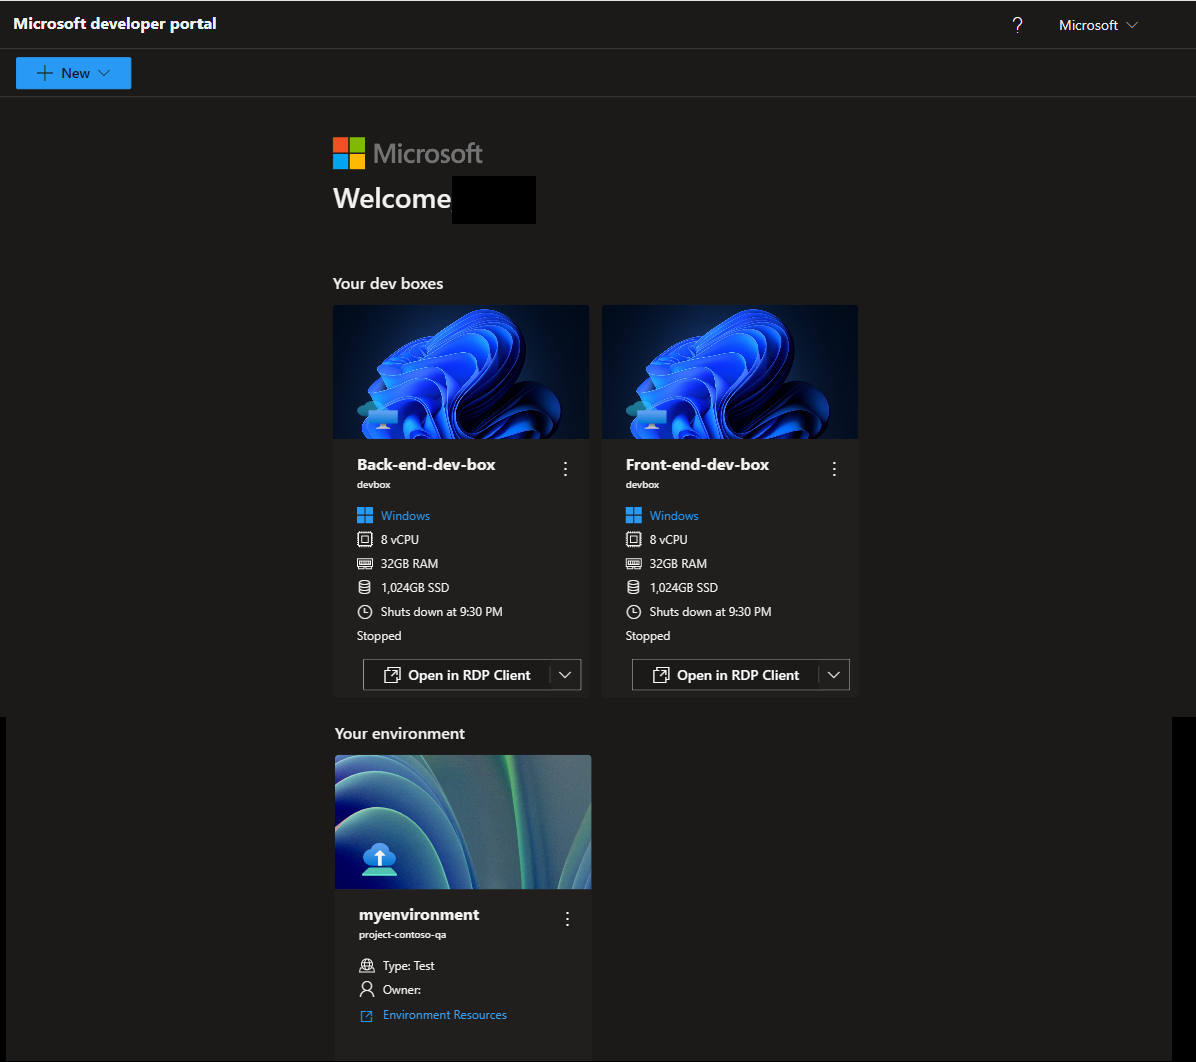 Microsoft developer portal
? Microsoft
New
Microsoft
Welcome
Your dev boxes
Back-end-dev-box
devbox
Windows
8 vCPU
32GB RAM
1,024GB SSD
Shuts down at 9:30 PM
Stopped
Open in RDP Client
Front-end-dev-box
devbox
Windows
8 vCPU
32GB RAM
1,024GB SSD
Shuts down at 9:30 PM
Stopped
Open in RDP Client
Your environment
myenvironment
project-contoso-qa
Type: Test
Owner:
Environment Resources